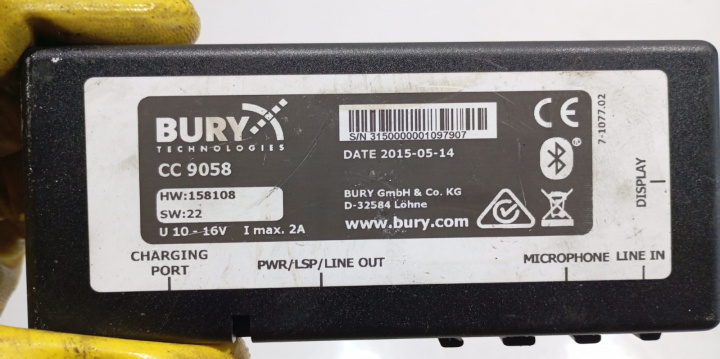 BURY
TECHNOLOGIES
CC 9058
HW:158108
SW:22
U 10 - 16V I max. 2A
S/N 3150000001097907
DATE 2015-05-14
BURY GmbH & Co. KG
D-32584 Löhne
www.bury.com
CE
7-1077.02
DISPLAY
CHARGING
PORT
PWR/LSP/LINE OUT
MICROPHONE
LINE IN